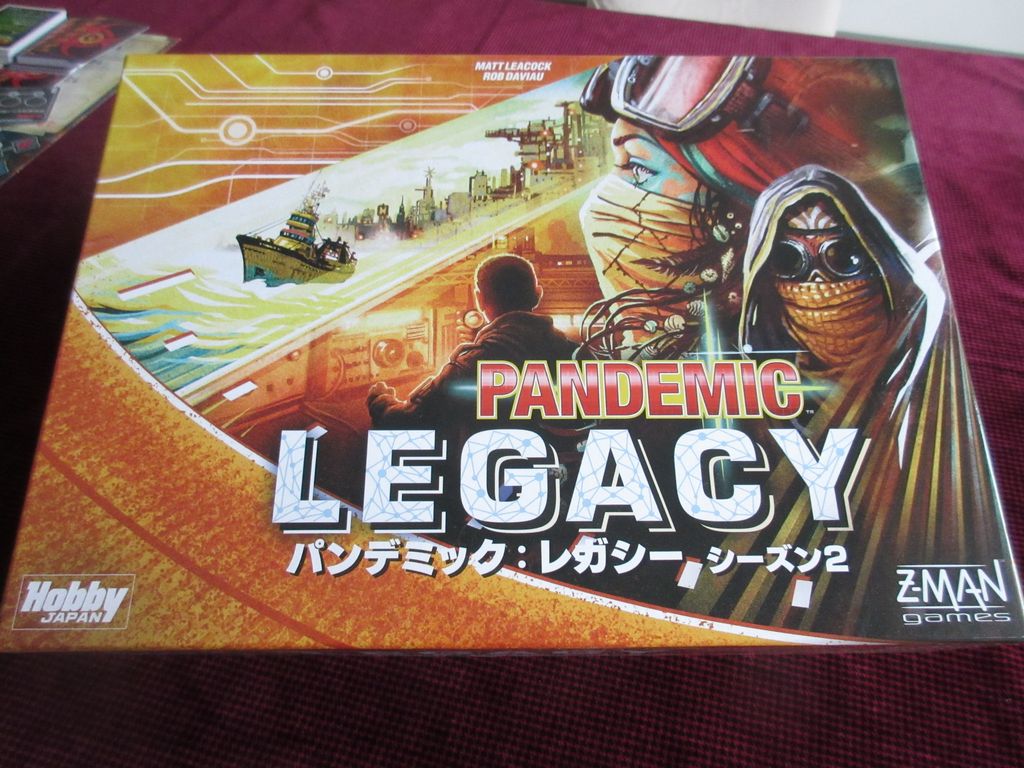 MATT LEACOCK
ROB DAVIAU
PANDEMIC™
LEGACY
パンデミック：レガシー シーズン2
Hobby
JAPAN
Z-MAN
games